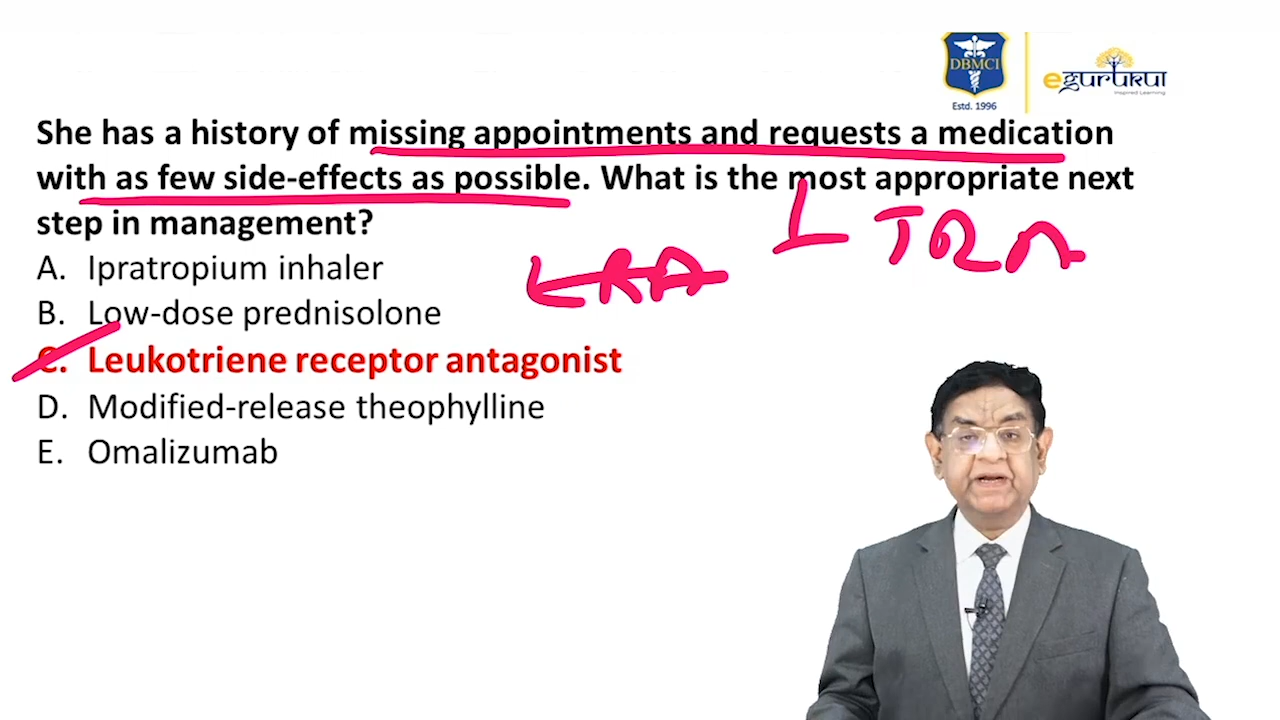 DBMCI
Estd. 1996
egurukul
Inspired Learning
She has a history of missing appointments and requests a medication
with as few side-effects as possible. What is the most appropriate next
step in management?
LTRA
A. Ipratropium inhaler
LRA
B. Low-dose prednisolone
C. Leukotriene receptor antagonist
D. Modified-release theophylline
E. Omalizumab